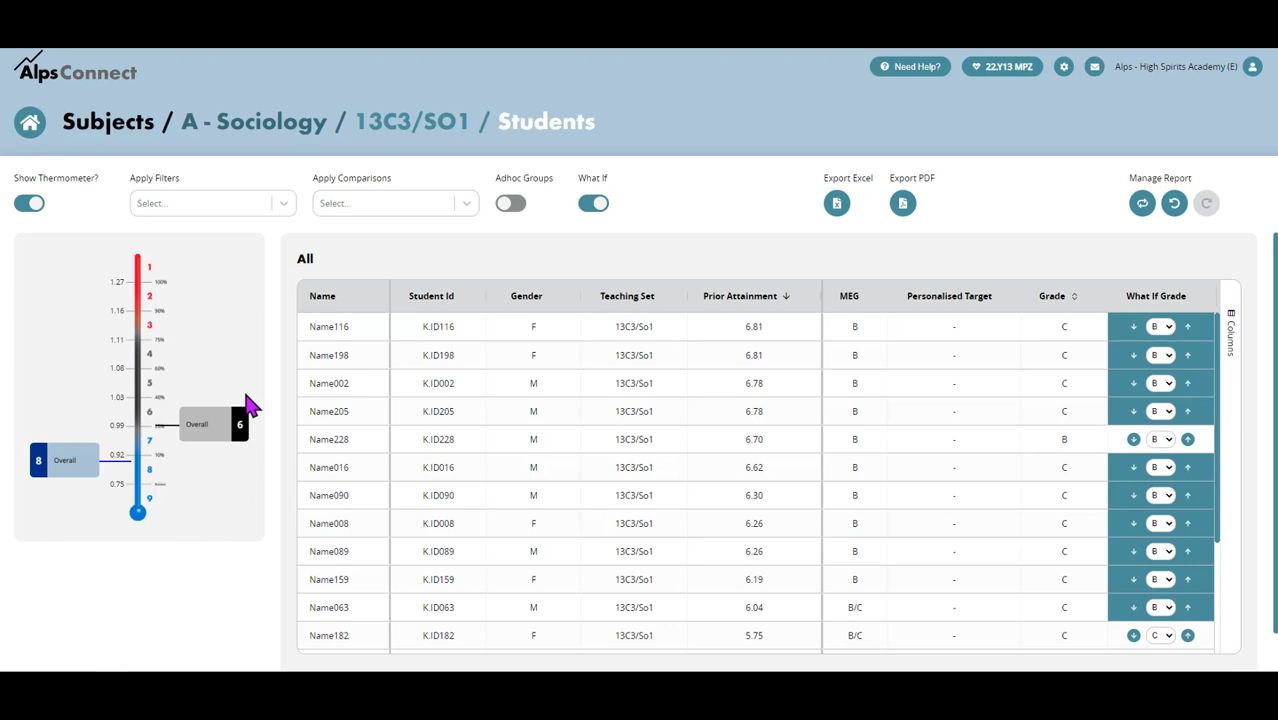 AlpsConnect
Need Help?
22.Y13 MPZ
Alps - High Spirits Academy (E)
Subjects / A - Sociology / 13C3/SO1 / Students
Show Thermometer?
Apply Filters
Apply Comparisons
Adhoc Groups
What If
Export Excel
Export PDF
Manage Report
Select...
Select...
1
1.27 100%
2
1.16 90%
3
1.11 75%
4
1.08 60%
5
1.03 40%
6
0.99
Overall 6
7
0.92 10%
8 Overall
8
0.75
9
All
Name Student Id Gender Teaching Set Prior Attainment MEG Personalised Target Grade What If Grade
Name116 K.ID116 F 13C3/So1 6.81 B - C B
Name198 K.ID198 F 13C3/So1 6.81 B - C B
Name002 K.ID002 M 13C3/So1 6.78 B - C B
Name205 K.ID205 M 13C3/So1 6.78 B - C B
Name228 K.ID228 M 13C3/So1 6.70 B - B B
Name016 K.ID016 M 13C3/So1 6.62 B - C B
Name090 K.ID090 M 13C3/So1 6.30 B - C B
Name008 K.ID008 F 13C3/So1 6.26 B - C B
Name089 K.ID089 M 13C3/So1 6.26 B - C B
Name159 K.ID159 F 13C3/So1 6.19 B - C B
Name063 K.ID063 M 13C3/So1 6.04 B/C - C B
Name182 K.ID182 F 13C3/So1 5.75 B/C - C C
Columns